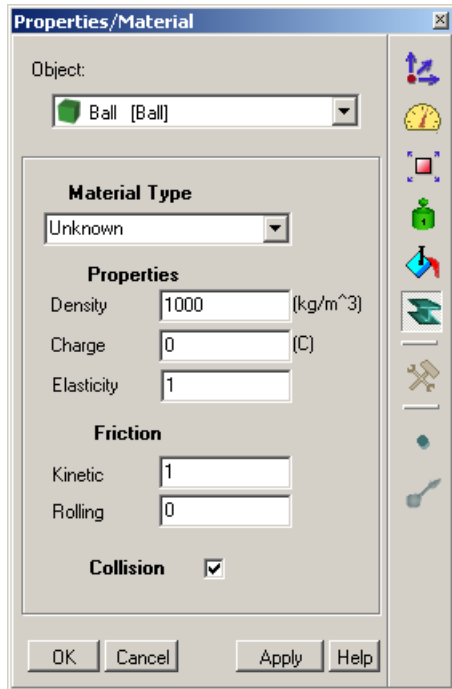 Properties/Material
Object:
Ball [Ball]
Material Type
Unknown
Properties
Density 1000 (kg/m^3)
Charge 0 (C)
Elasticity 1
Friction
Kinetic 1
Rolling 0
Collision
OK Cancel Apply Help